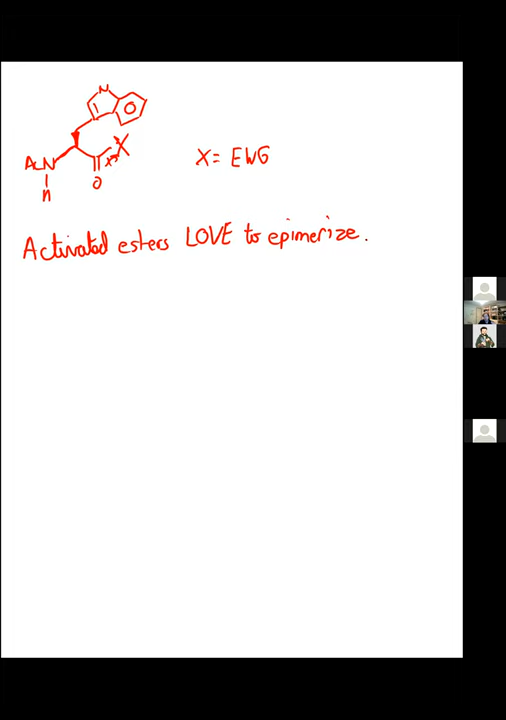 N
AcN
H
O
X
X = EWG
Activated esters LOVE to epimerize.